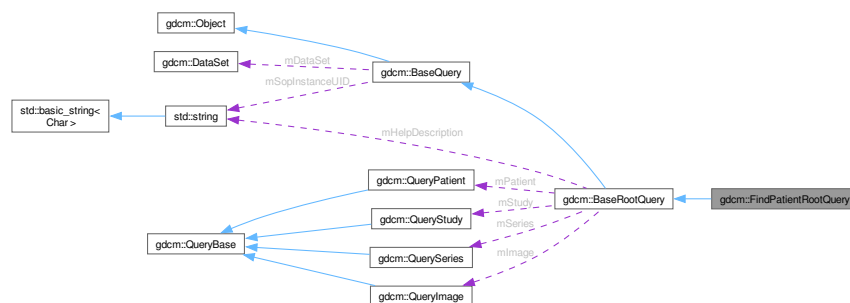 gdcm::Object
gdcm::DataSet
mDataSet
gdcm::BaseQuery
mSopInstanceUID
std::basic_string<
Char >
std::string
mHelpDescription
gdcm::QueryPatient
mPatient
gdcm::BaseRootQuery
gdcm::FindPatientRootQuery
mStudy
gdcm::QueryStudy
mSeries
gdcm::QueryBase
gdcm::QuerySeries
mImage
gdcm::QueryImage